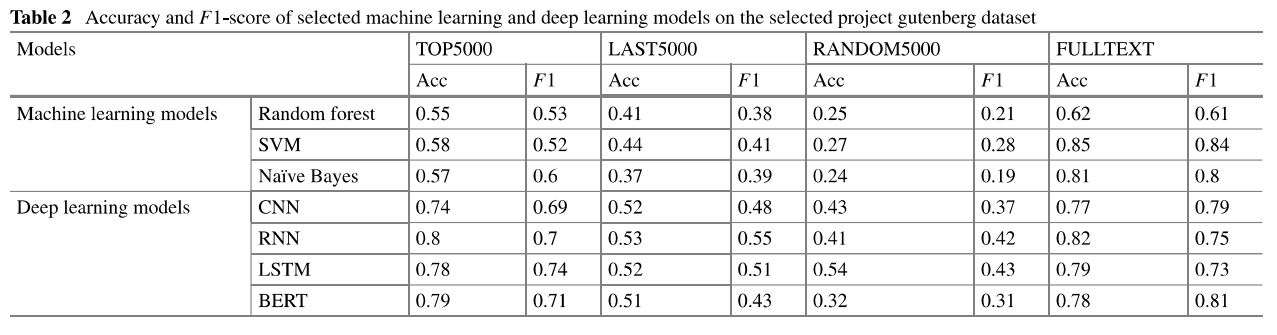 Table 2 Accuracy and F1-score of selected machine learning and deep learning models on the selected project gutenberg dataset
Models TOP5000 LAST5000 RANDOM5000 FULLTEXT
Acc F1 Acc F1 Acc F1 Acc F1
Machine learning models Random forest 0.55 0.53 0.41 0.38 0.25 0.21 0.62 0.61
SVM 0.58 0.52 0.44 0.41 0.27 0.28 0.85 0.84
Naïve Bayes 0.57 0.6 0.37 0.39 0.24 0.19 0.81 0.8
Deep learning models CNN 0.74 0.69 0.52 0.48 0.43 0.37 0.77 0.79
RNN 0.8 0.7 0.53 0.55 0.41 0.42 0.82 0.75
LSTM 0.78 0.74 0.52 0.51 0.54 0.43 0.79 0.73
BERT 0.79 0.71 0.51 0.43 0.32 0.31 0.78 0.81